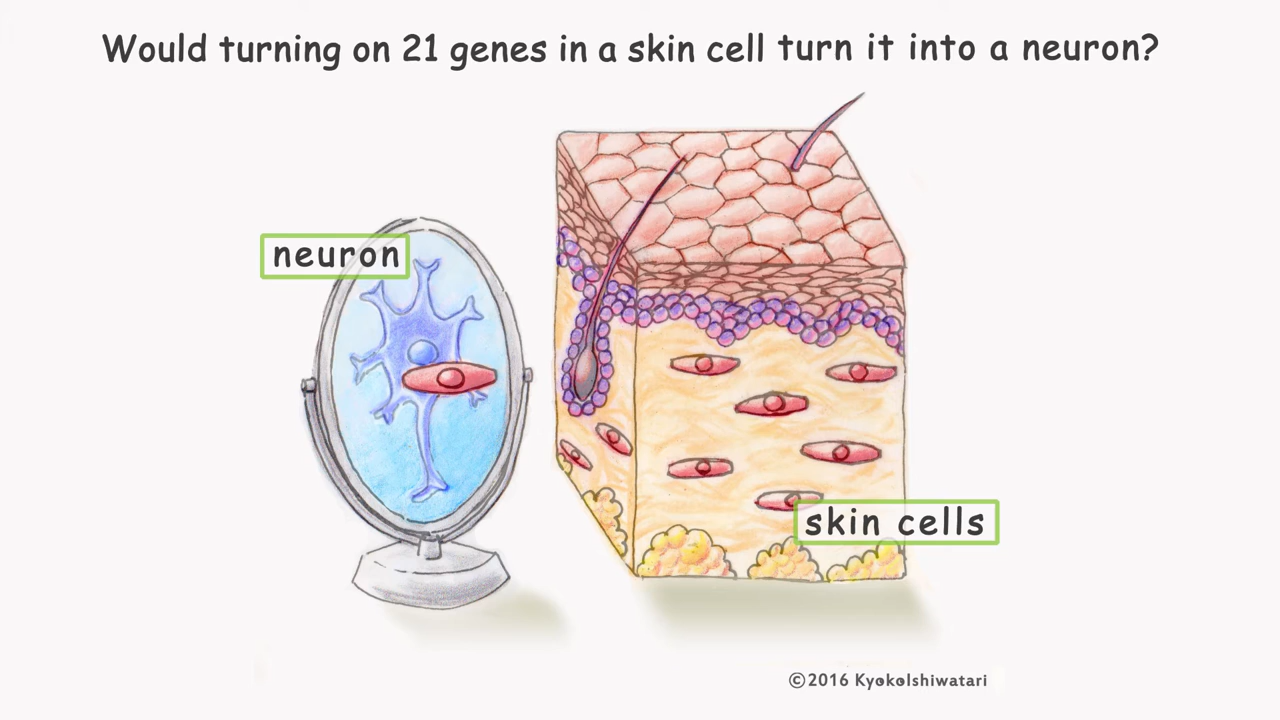 Would turning on 21 genes in a skin cell turn it into a neuron?
neuron
skin cells
©2016 KyokoIshiwatari